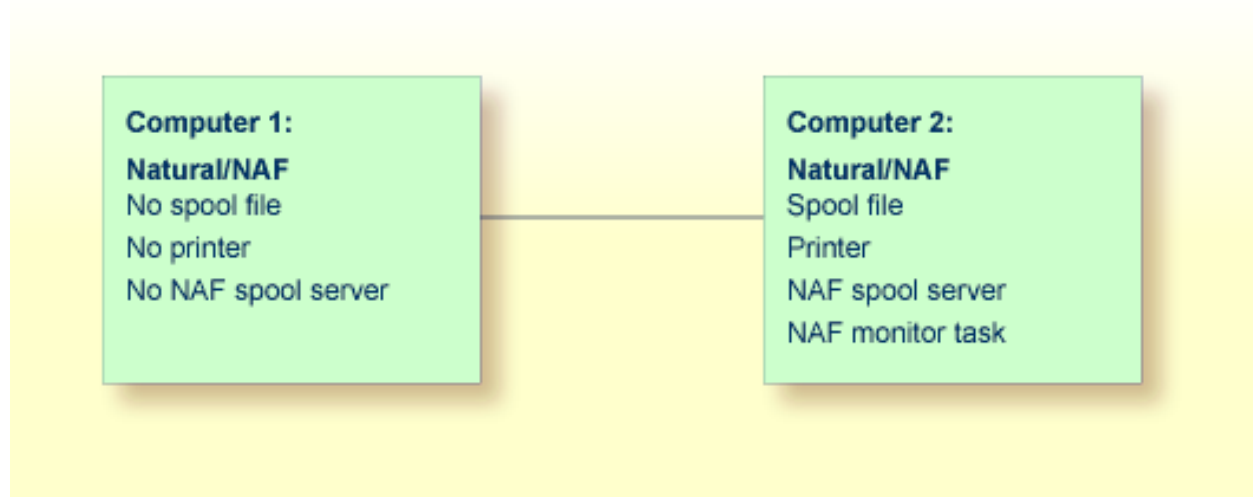 Computer 1:
Natural/NAF
No spool file
No printer
No NAF spool server
Computer 2:
Natural/NAF
Spool file
Printer
NAF spool server
NAF monitor task